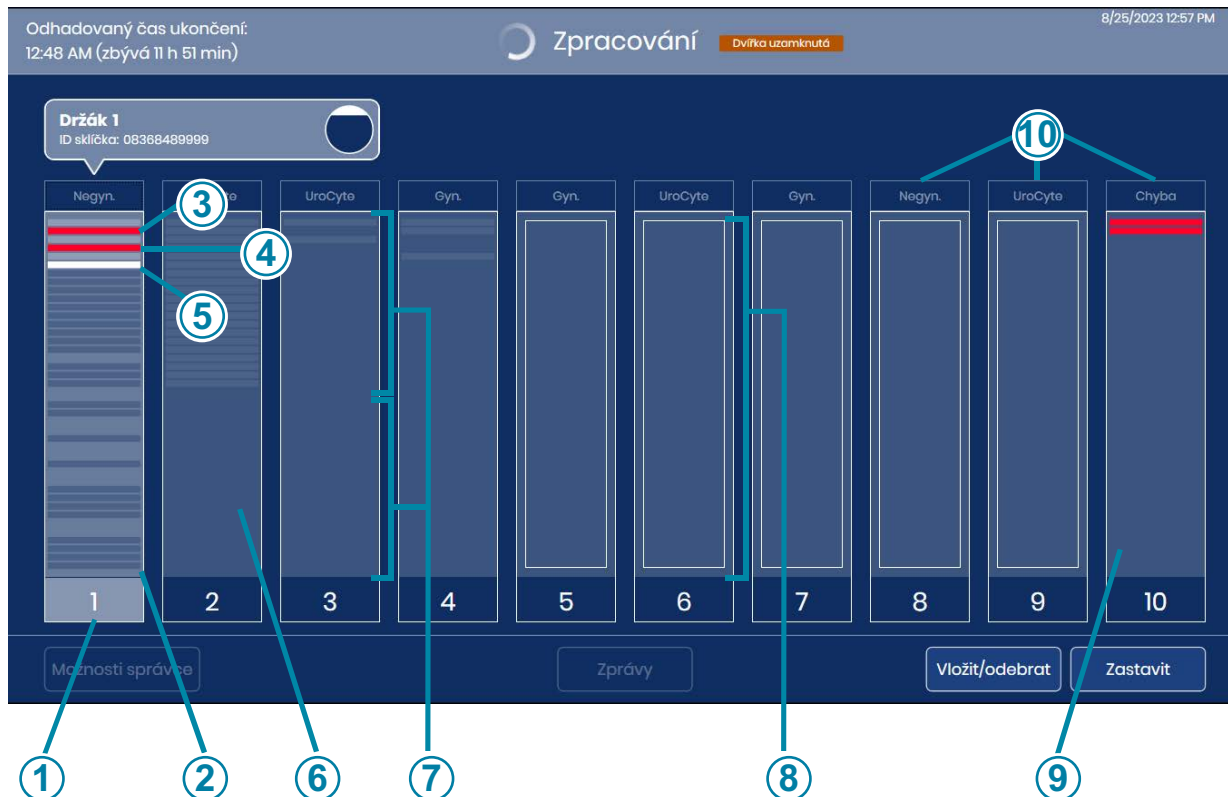 Odhadovaný čas ukončení:
12:48 AM (zbývá 11 h 51 min)
Zpracování
Dvířka uzamknutá
8/25/2023 12:57 PM
Držák 1
ID sklíčka: 08368489999
10
Negyn.
UroCyte
Gyn.
Gyn.
UroCyte
Gyn.
Negyn.
UroCyte
Chyba
3
4
5
1
2
3
4
5
6
7
8
9
10
Možnosti správce
Zprávy
Vložit/odebrat
Zastavit
1
2
6
7
8
9